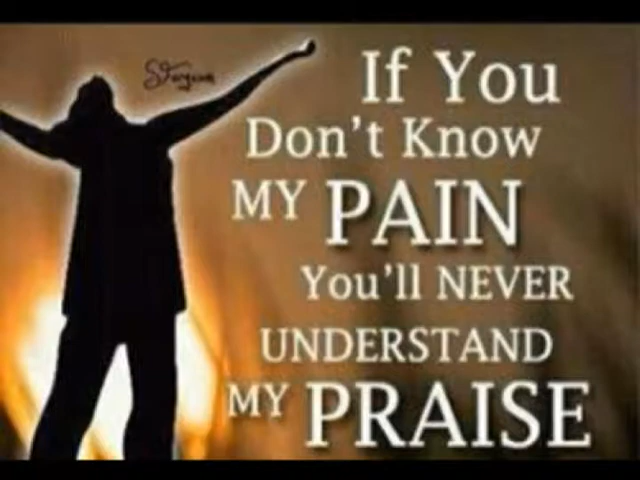 If You
Don't Know
MY PAIN
You'll NEVER
UNDERSTAND
MY PRAISE